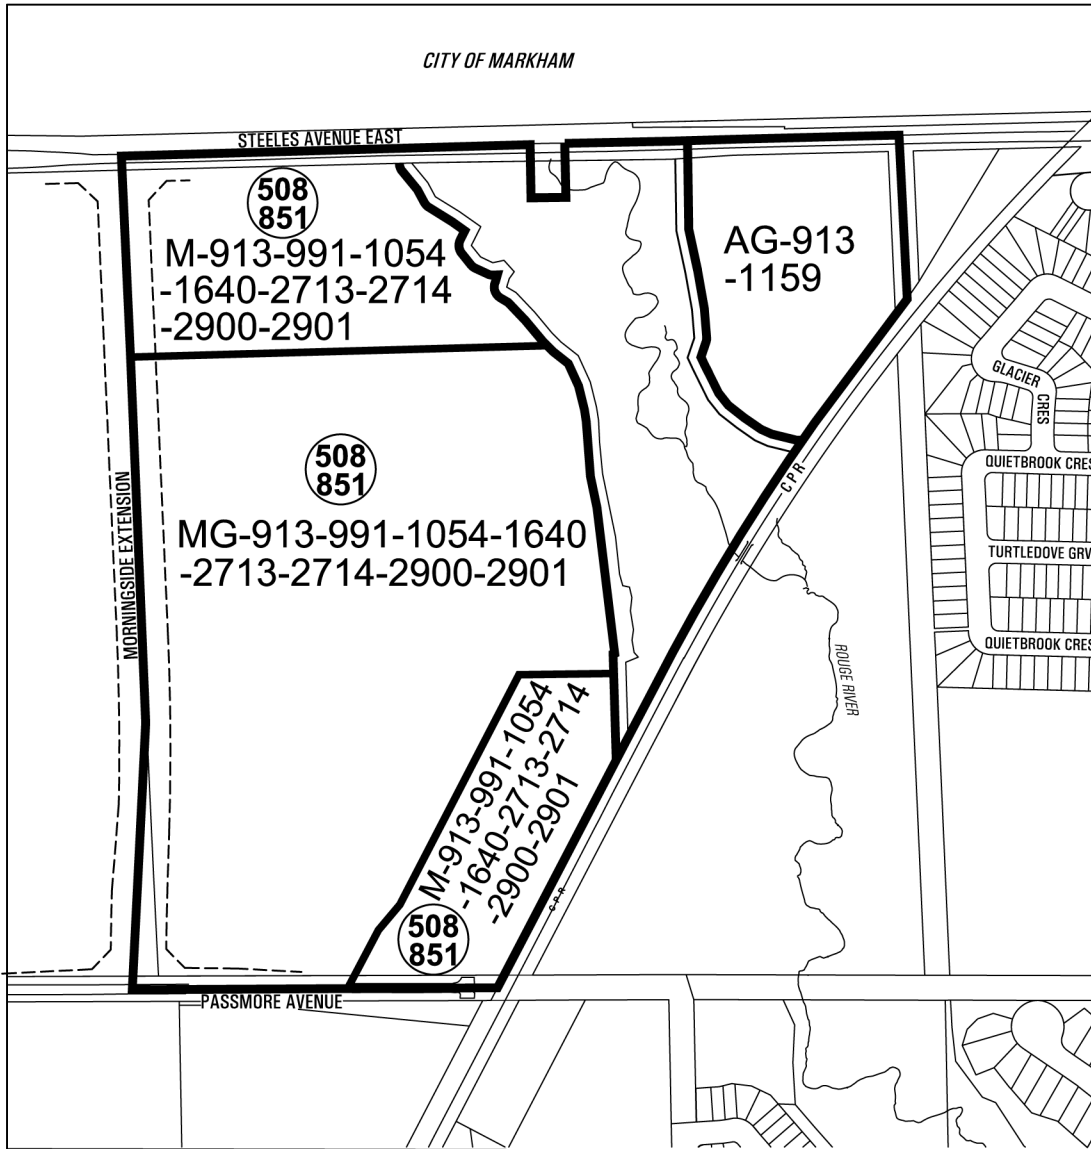 CITY OF MARKHAM
STEELES AVENUE EAST
508
851
M-913-991-1054
-1640-2713-2714
-2900-2901
AG-913
-1159
GLACIER
CRES
CPR
508
851
MG-913-991-1054-1640
-2713-2714-2900-2901
MORNINGSIDE EXTENSION
QUIETBROOK CRES
TURTLEDOVE GRV
QUIETBROOK CRES
ROUGE RIVER
M-913-991-1054
-1640-2713-2714
-2900-2901
CPR
508
851
PASSMORE AVENUE